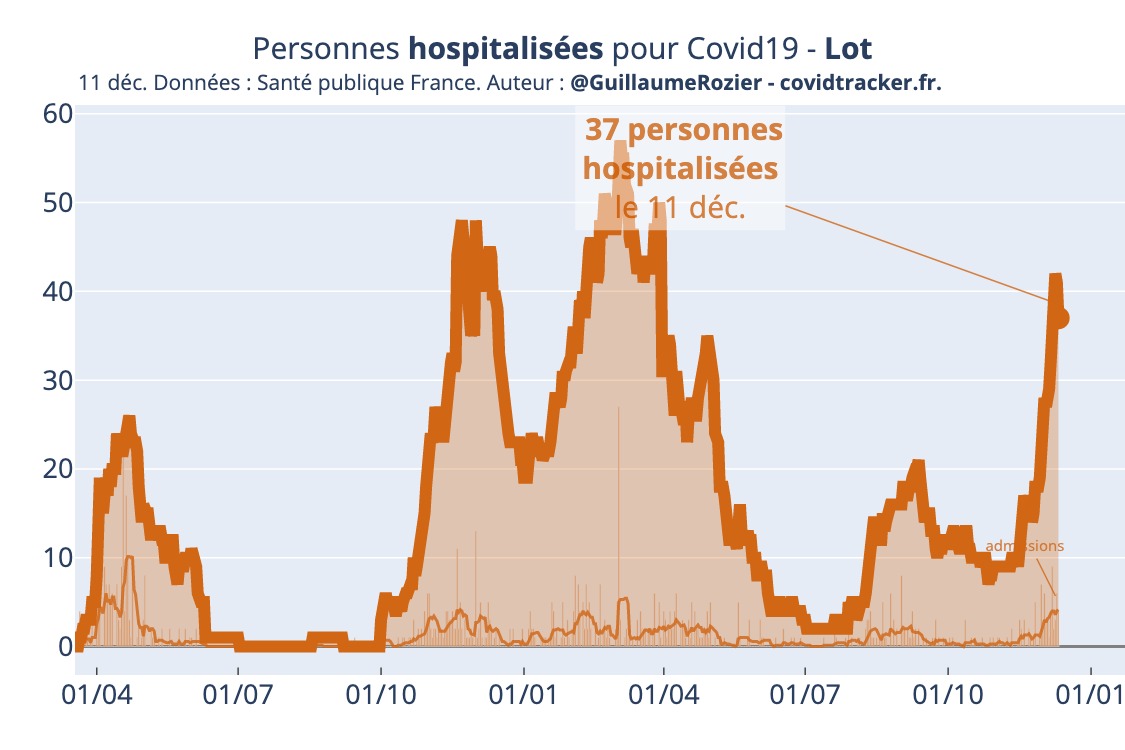 Personnes hospitalisées pour Covid19 - Lot
11 déc. Données : Santé publique France. Auteur : @GuillaumeRozier - covidtracker.fr.
60
37 personnes
hospitalisées
le 11 déc.
50
40
30
20
10
admissions
0
01/04 01/07 01/10 01/01 01/04 01/07 01/10 01/01